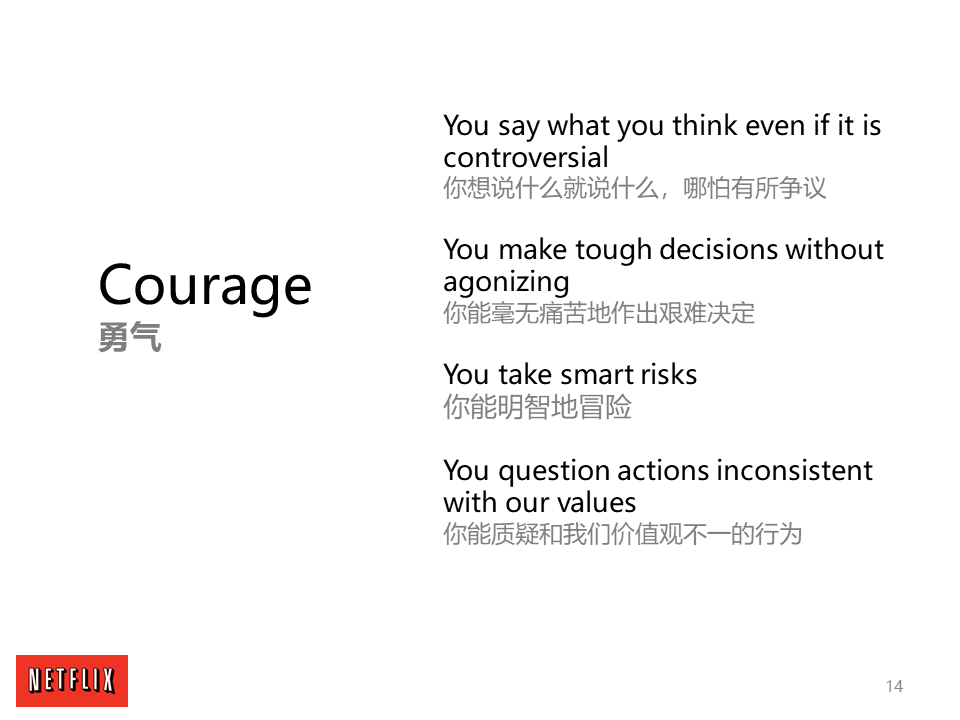 Courage
勇气
You say what you think even if it is
controversial
你想说什么就说什么，哪怕有所争议
You make tough decisions without
agonizing
你能毫无痛苦地作出艰难决定
You take smart risks
你能明智地冒险
You question actions inconsistent
with our values
你能质疑和我们价值观不一的行为
NETFLIX
14